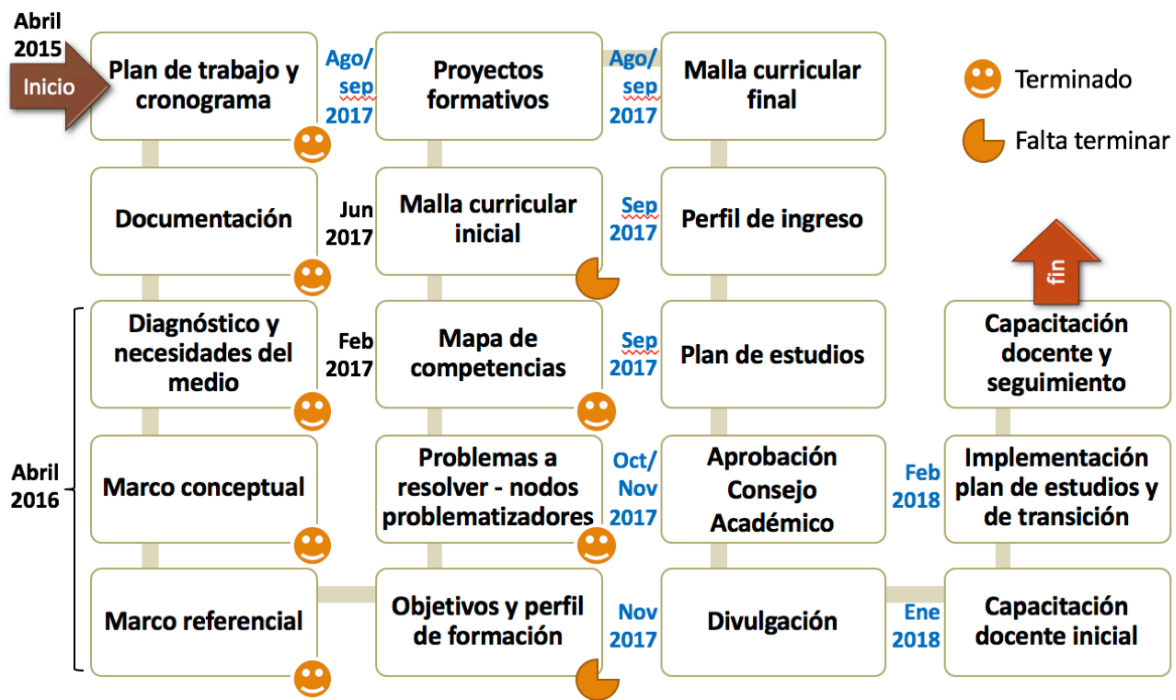 Abril
2015
Inicio
Plan de trabajo y
cronograma
Ago/
sep
2017
Proyectos
formativos
Ago/
sep
2017
Malla curricular
final
Terminado
Falta terminar
Documentación
Jun
2017
Malla curricular
inicial
Sep
2017
Perfil de ingreso
fin
Abril
2016
Diagnóstico y
necesidades del
medio
Feb
2017
Mapa de
competencias
Sep
2017
Plan de estudios
Capacitación
docente y
seguimiento
Marco conceptual
Problemas a
resolver - nodos
problematizadores
Oct/
Nov
2017
Aprobación
Consejo
Académico
Feb
2018
Implementación
plan de estudios y
de transición
Marco referencial
Objetivos y perfil
de formación
Nov
2017
Divulgación
Ene
2018
Capacitación
docente inicial